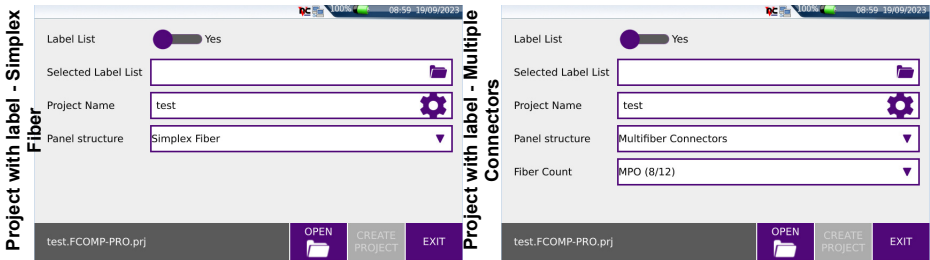 Project with label - Simplex
Fiber
100% 08:59 19/09/2023
Label List Yes
Selected Label List
Project Name test
Panel structure Simplex Fiber
test.FCOMP-PRO.prj
OPEN
CREATE
PROJECT
EXIT
Project with label - Multiple
Connectors
100% 08:59 19/09/2023
Label List Yes
Selected Label List
Project Name test
Panel structure Multifiber Connectors
Fiber Count MPO (8/12)
test.FCOMP-PRO.prj
OPEN
CREATE
PROJECT
EXIT